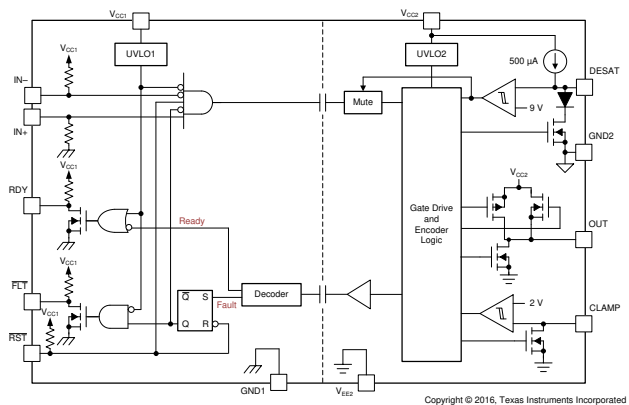 VCC1
VCC2
UVLO1
UVLO2
500 µA
DESAT
VCC1
IN–
Mute
9 V
IN+
GND2
VCC1
VCC2
RDY
Ready
Gate Drive
and
Encoder
Logic
OUT
VCC1
FLT
Q S
Fault
Decoder
2 V
CLAMP
VCC1
Q R
RST
GND1
VEE2
Copyright © 2016, Texas Instruments Incorporated